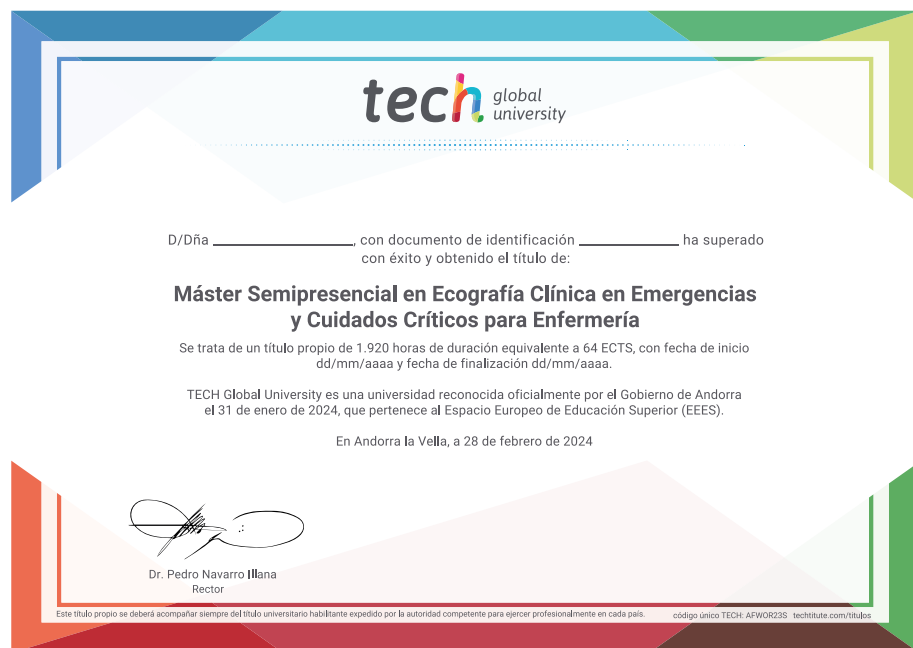 tech global university
D/Dña ____________________, con documento de identificación ______________ ha superado
con éxito y obtenido el título de:
Máster Semipresencial en Ecografía Clínica en Emergencias
y Cuidados Críticos para Enfermería
Se trata de un título propio de 1.920 horas de duración equivalente a 64 ECTS, con fecha de inicio
dd/mm/aaaa y fecha de finalización dd/mm/aaaa.
TECH Global University es una universidad reconocida oficialmente por el Gobierno de Andorra
el 31 de enero de 2024, que pertenece al Espacio Europeo de Educación Superior (EEES).
En Andorra la Vella, a 28 de febrero de 2024
Dr. Pedro Navarro Illana
Rector
Este título propio se deberá acompañar siempre del título universitario habilitante expedido por la autoridad competente para ejercer profesionalmente en cada país. código único TECH: AFWOR23S techtitute.com/titulos